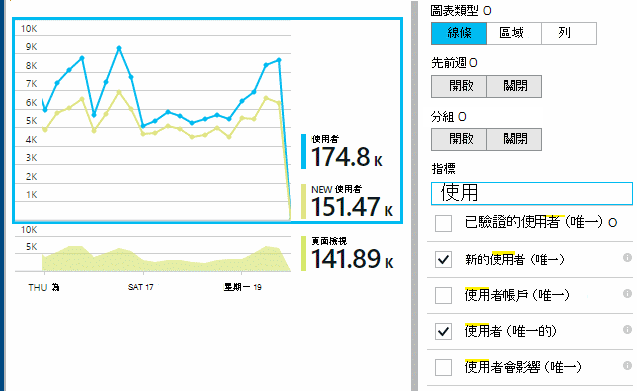 10K
9K
8K
7K
6K
5K
4K
3K
2K
1K
使用者
174.8 K
NEW 使用者
151.47 K
10K
5K
頁面檢視
141.89 K
THU 為
SAT 17
星期一 19
圖表類型 O
線條 區域 列
先前週 O
開啟 關閉
分組 O
開啟 關閉
指標
使用
已驗證的使用者 (唯一) O
新的使用者 (唯一)
使用者帳戶 (唯一)
使用者 (唯一的)
使用者會影響 (唯一)